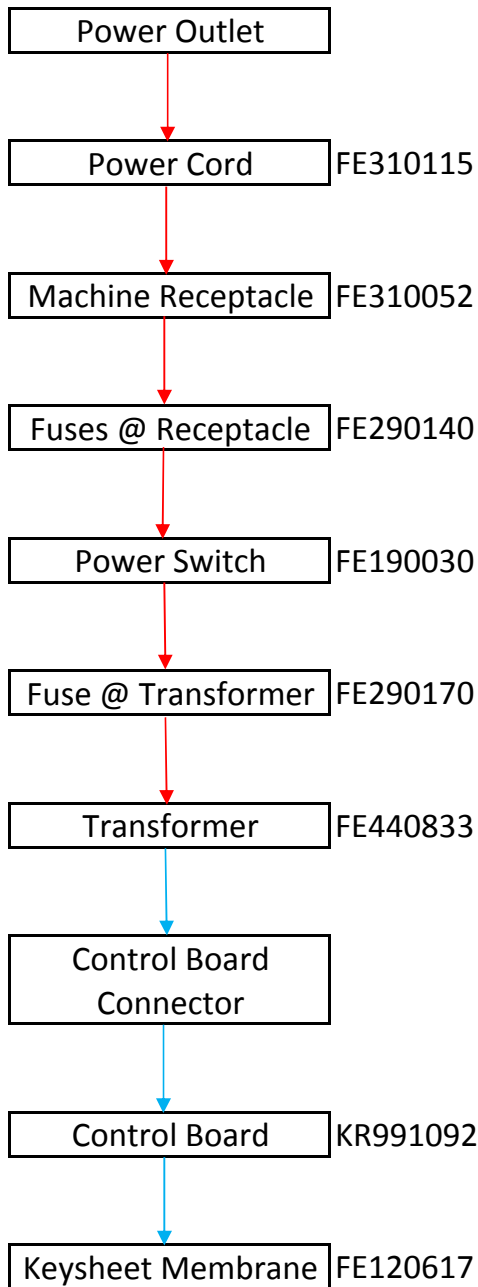 Power Outlet
Power Cord FE310115
Machine Receptacle FE310052
Fuses @ Receptacle FE290140
Power Switch FE190030
Fuse @ Transformer FE290170
Transformer FE440833
Control Board
Connector
Control Board KR991092
Keysheet Membrane FE120617